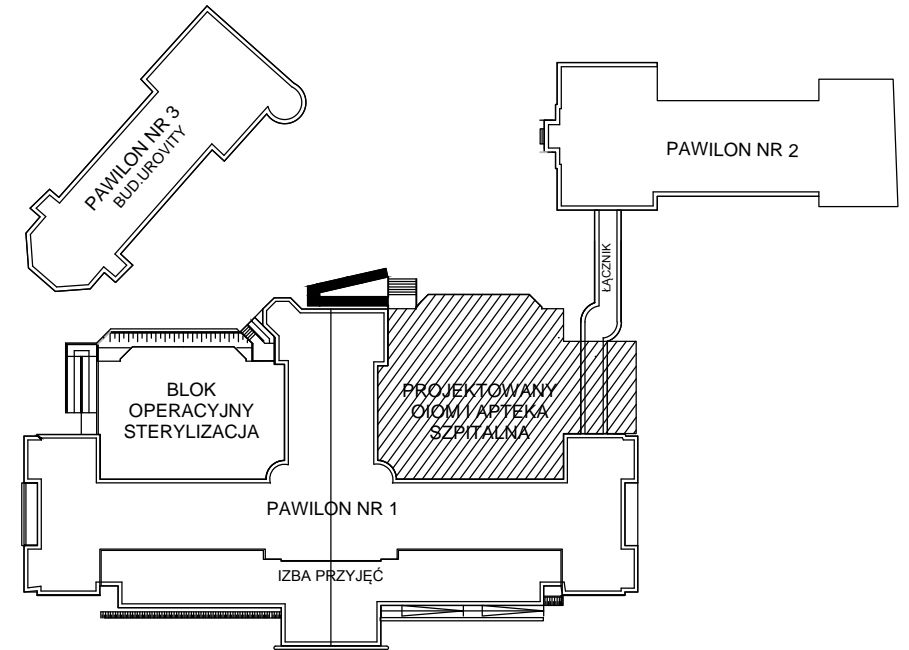 PAWILON NR 3
BUD.UROVITY
PAWILON NR 2
ŁĄCZNIK
BLOK
OPERACYJNY
STERYLIZACJA
PROJEKTOWANY
OIOM I APTEKA
SZPITALNA
PAWILON NR 1
IZBA PRZYJĘĆ